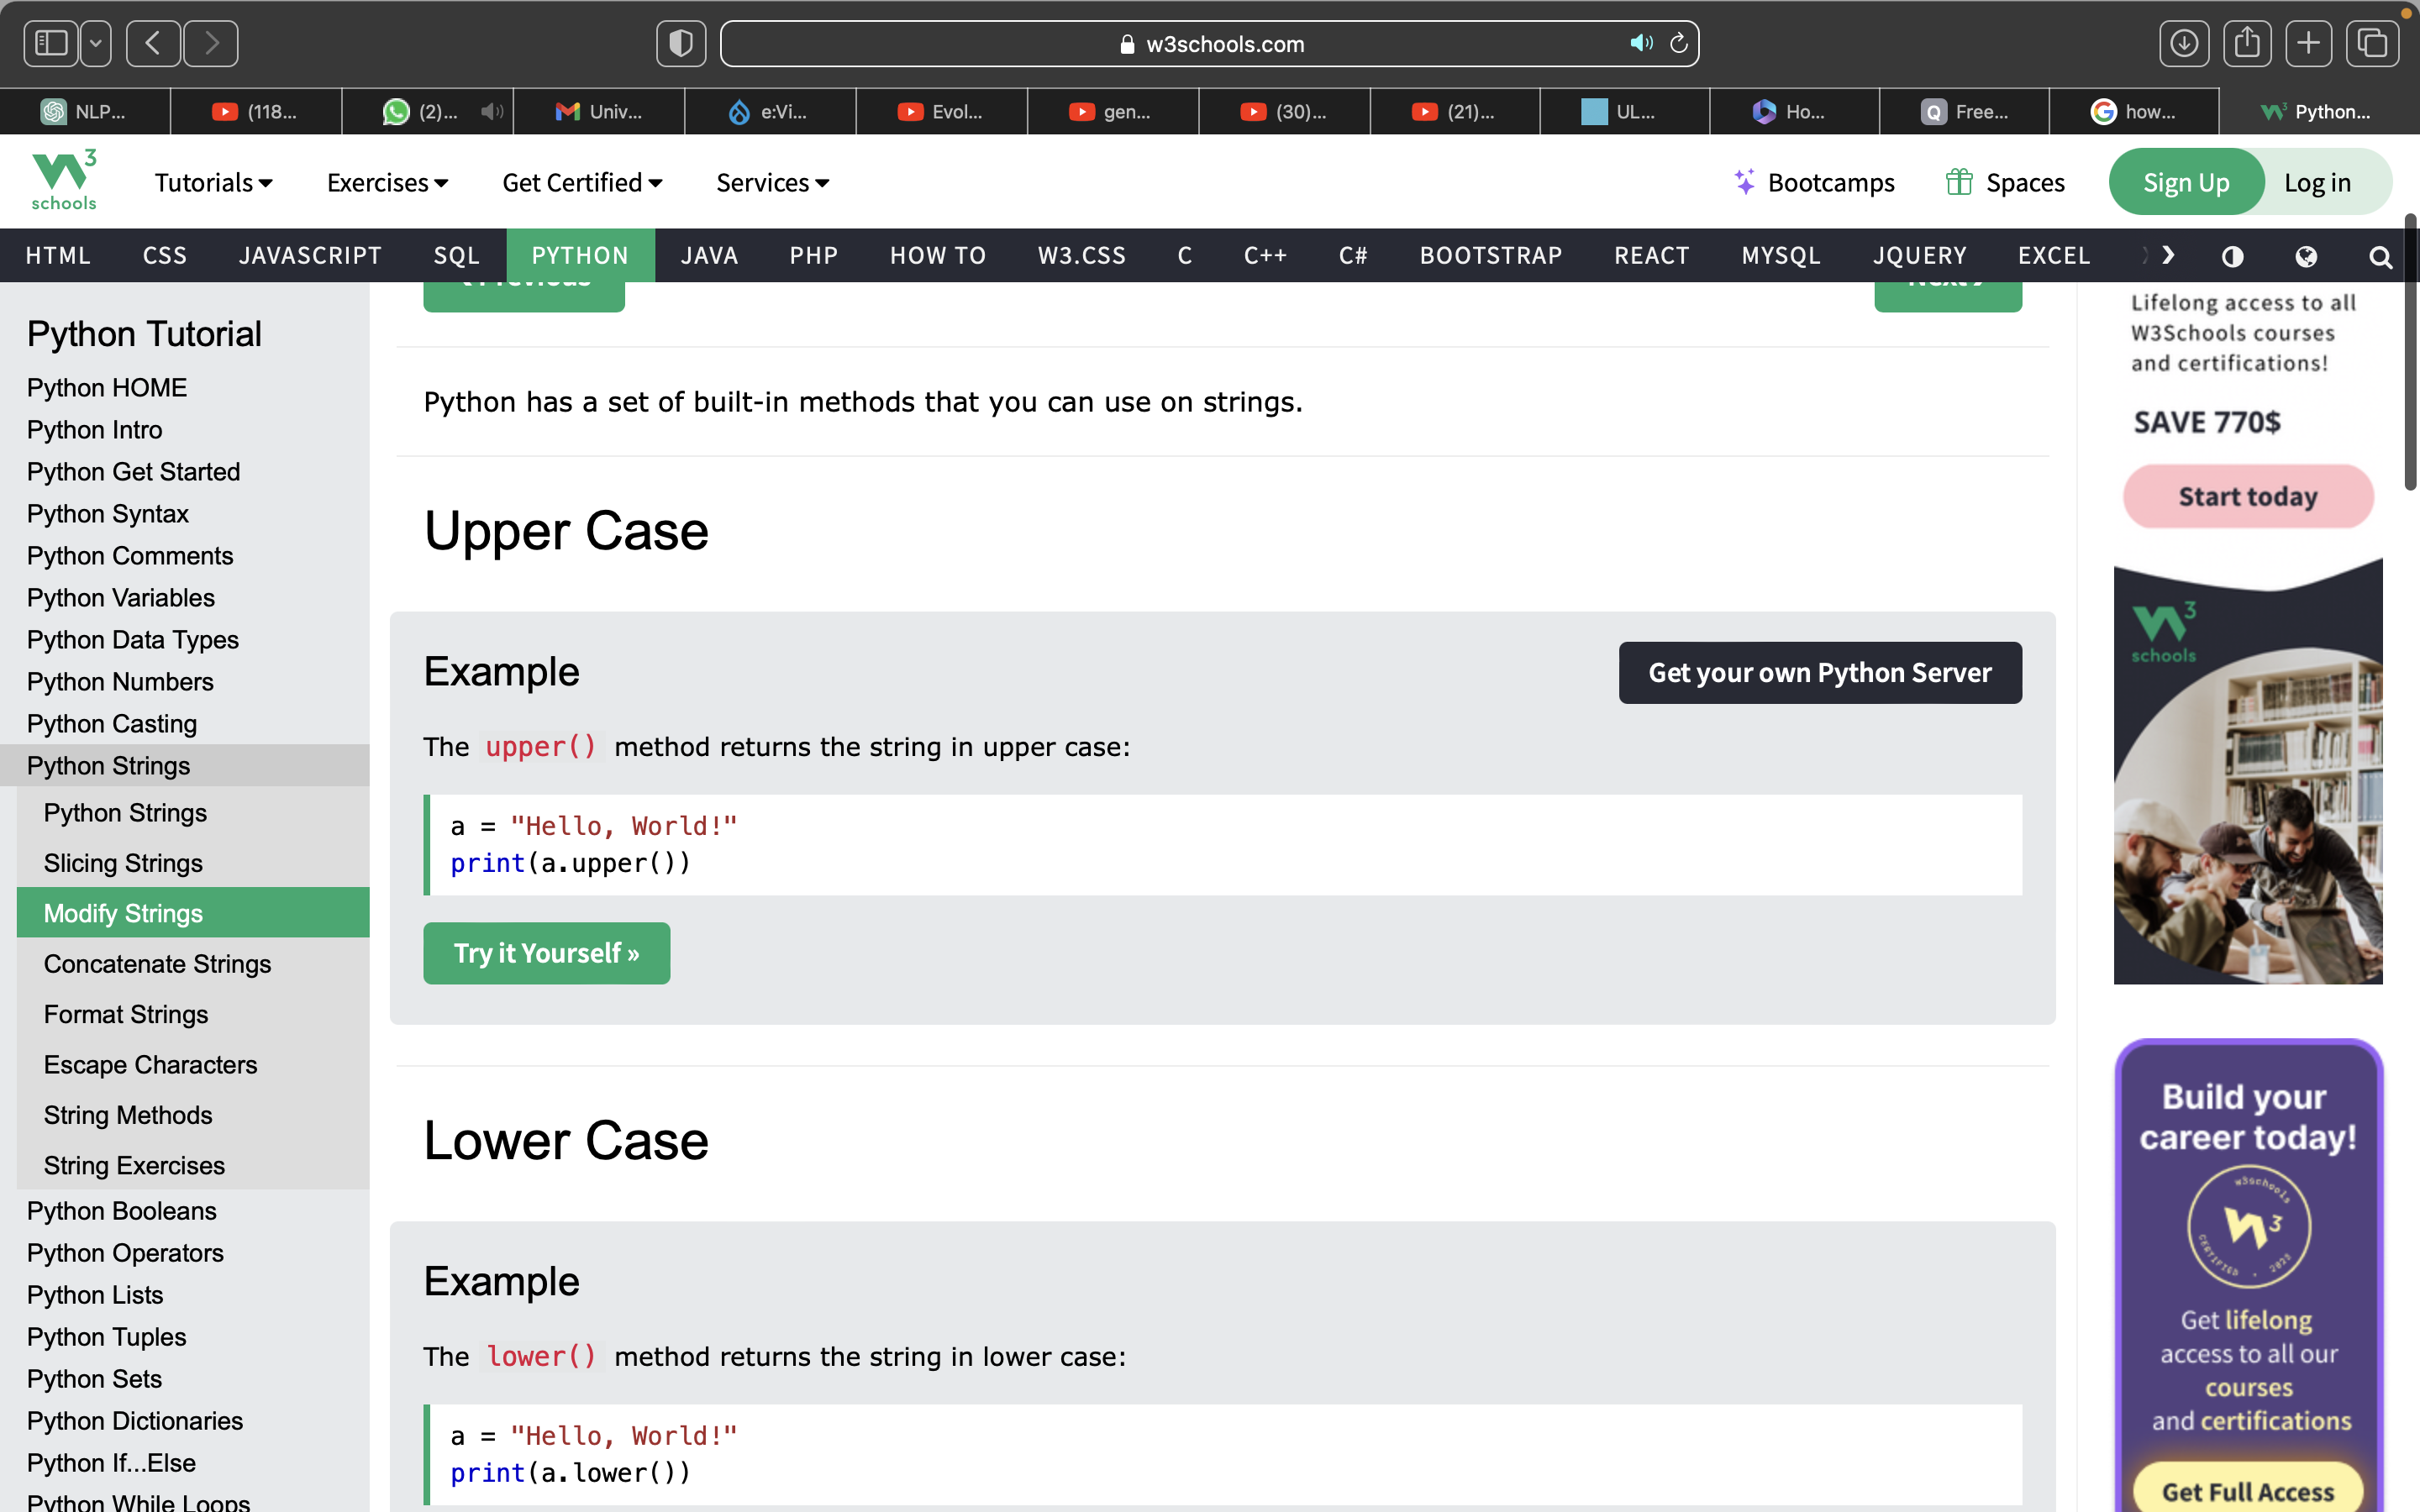 w3schools.com
NLP...
(118...
(2)...
Univ...
e:Vi...
Evol...
gen...
(30)...
(21)...
UL...
Ho...
Free...
how...
Python...
W3 schools
Tutorials
Exercises
Get Certified
Services
Bootcamps
Spaces
Sign Up
Log in
HTML
CSS
JAVASCRIPT
SQL
PYTHON
JAVA
PHP
HOW TO
W3.CSS
C
C++
C#
BOOTSTRAP
REACT
MYSQL
JQUERY
EXCEL
Python Tutorial
Python HOME
Python Intro
Python Get Started
Python Syntax
Python Comments
Python Variables
Python Data Types
Python Numbers
Python Casting
Python Strings
Python Strings
Slicing Strings
Modify Strings
Concatenate Strings
Format Strings
Escape Characters
String Methods
String Exercises
Python Booleans
Python Operators
Python Lists
Python Tuples
Python Sets
Python Dictionaries
Python If...Else
Python While Loops
Python has a set of built-in methods that you can use on strings.
Upper Case
Example
Get your own Python Server
The upper() method returns the string in upper case:
a = "Hello, World!"
print(a.upper())
Try it Yourself »
Lower Case
Example
The lower() method returns the string in lower case:
a = "Hello, World!"
print(a.lower())
Lifelong access to all
W3Schools courses
and certifications!
SAVE 770$
Start today
W3 schools
Build your
career today!
w3schools
CERTIFIED . 2023
Get lifelong
access to all our
courses
and certifications
Get Full Access